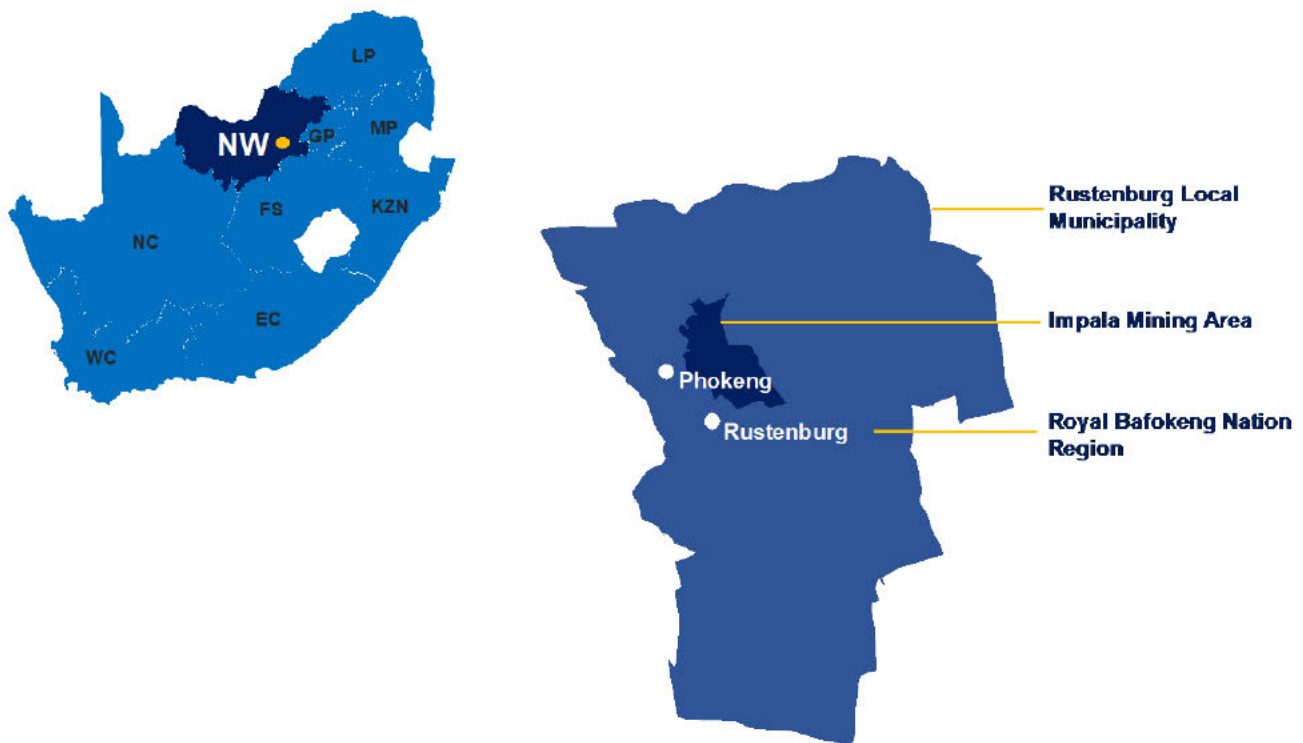 LP
NW
GP
MP
FS
KZN
NC
EC
WC
Rustenburg Local
Municipality
Impala Mining Area
Phokeng
Rustenburg
Royal Bafokeng Nation
Region